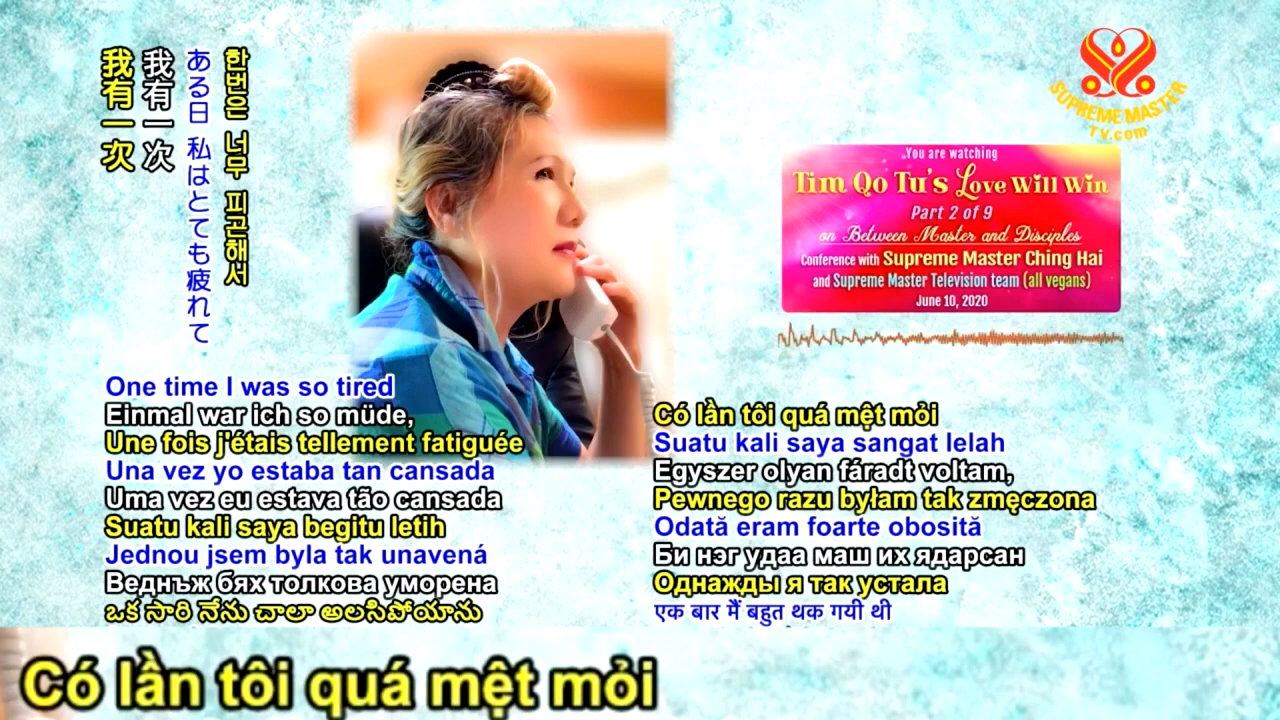 我有一次
我有一次
ある日 私はとても疲れて
한번은 너무 피곤해서
SUPREME MASTER
TV.com
You are watching
Tim Qo Tu's Love Will Win
Part 2 of 9
on Between Master and Disciples
Conference with Supreme Master Ching Hai
and Supreme Master Television team (all vegans)
June 10, 2020
One time I was so tired
Einmal war ich so müde,
Une fois j'étais tellement fatiguée
Una vez yo estaba tan cansada
Uma vez eu estava tão cansada
Suatu kali saya begitu letih
Jednou jsem byla tak unavená
Веднъж бях толкова уморена
ఒక సారి నేను చాలా అలసిపోయాను
Có lần tôi quá mệt mỏi
Suatu kali saya sangat lelah
Egyszer olyan fáradt voltam,
Pewnego razu byłam tak zmęczona
Odată eram foarte obosită
Би нэг удаа маш их ядарсан
Однажды я так устала
एक बार मैं बहुत थक गयी थी
Có lần tôi quá mệt mỏi